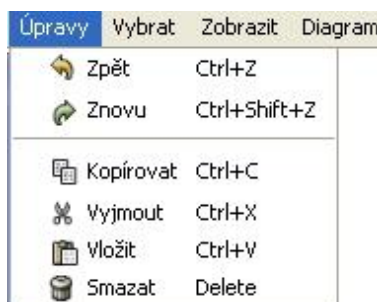 Úpravy Vybrat Zobrazit Diagram
Zpět Ctrl+Z
Znovu Ctrl+Shift+Z
Kopírovat Ctrl+C
Vyjmout Ctrl+X
Vložit Ctrl+V
Smazat Delete